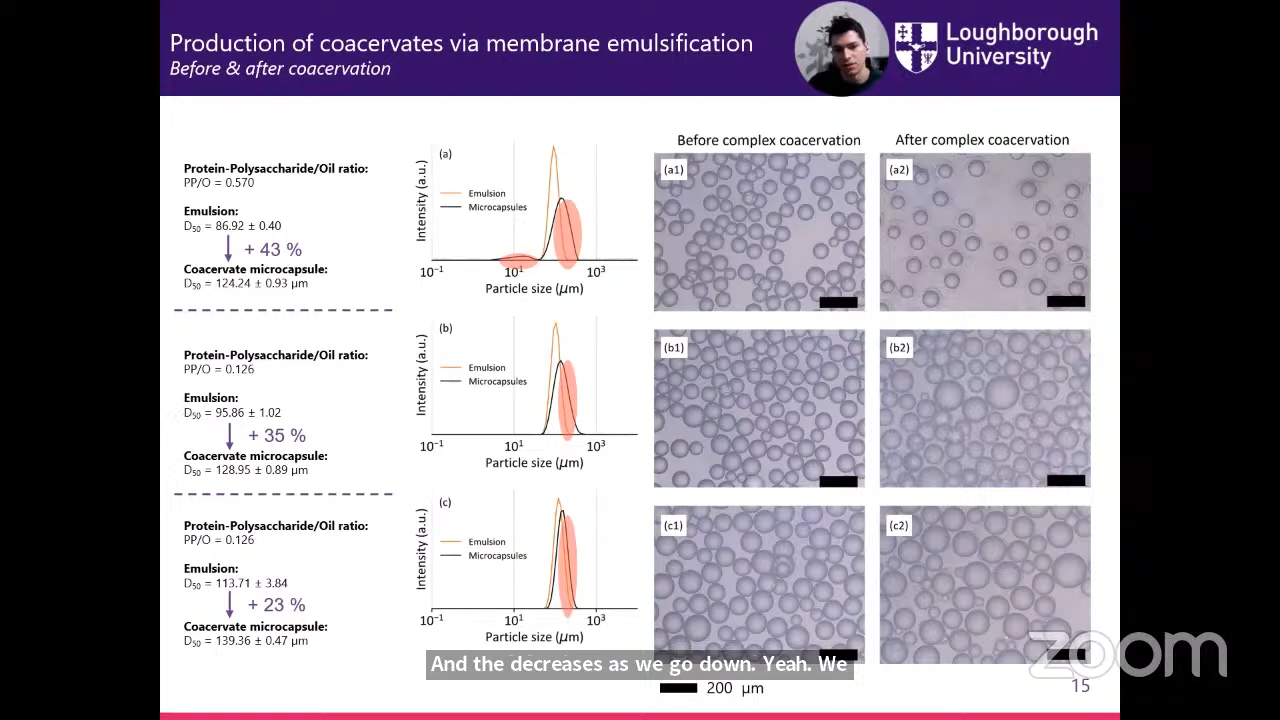 Production of coacervates via membrane emulsification
Before & after coacervation
Loughborough
University
Protein-Polysaccharide/Oil ratio:
PP/O = 0.570
Emulsion:
D₅₀ = 86.92 ± 0.40
+ 43 %
Coacervate microcapsule:
D₅₀ = 124.24 ± 0.93 µm
Protein-Polysaccharide/Oil ratio:
PP/O = 0.126
Emulsion:
D₅₀ = 95.86 ± 1.02
+ 35 %
Coacervate microcapsule:
D₅₀ = 128.95 ± 0.89 µm
Protein-Polysaccharide/Oil ratio:
PP/O = 0.126
Emulsion:
D₅₀ = 113.71 ± 3.84
+ 23 %
Coacervate microcapsule:
D₅₀ = 139.36 ± 0.47 µm
(a)
Intensity (a.u.)
Emulsion
Microcapsules
10⁻¹ 10¹ 10³
Particle size (µm)
(b)
Intensity (a.u.)
Emulsion
Microcapsules
10⁻¹ 10¹ 10³
Particle size (µm)
(c)
Intensity (a.u.)
Emulsion
Microcapsules
10⁻¹ 10¹ 10³
Particle size (µm)
Before complex coacervation
After complex coacervation
(a1)
(a2)
(b1)
(b2)
(c1)
(c2)
And the decreases as we go down. Yeah. We
200 µm
zoom
15